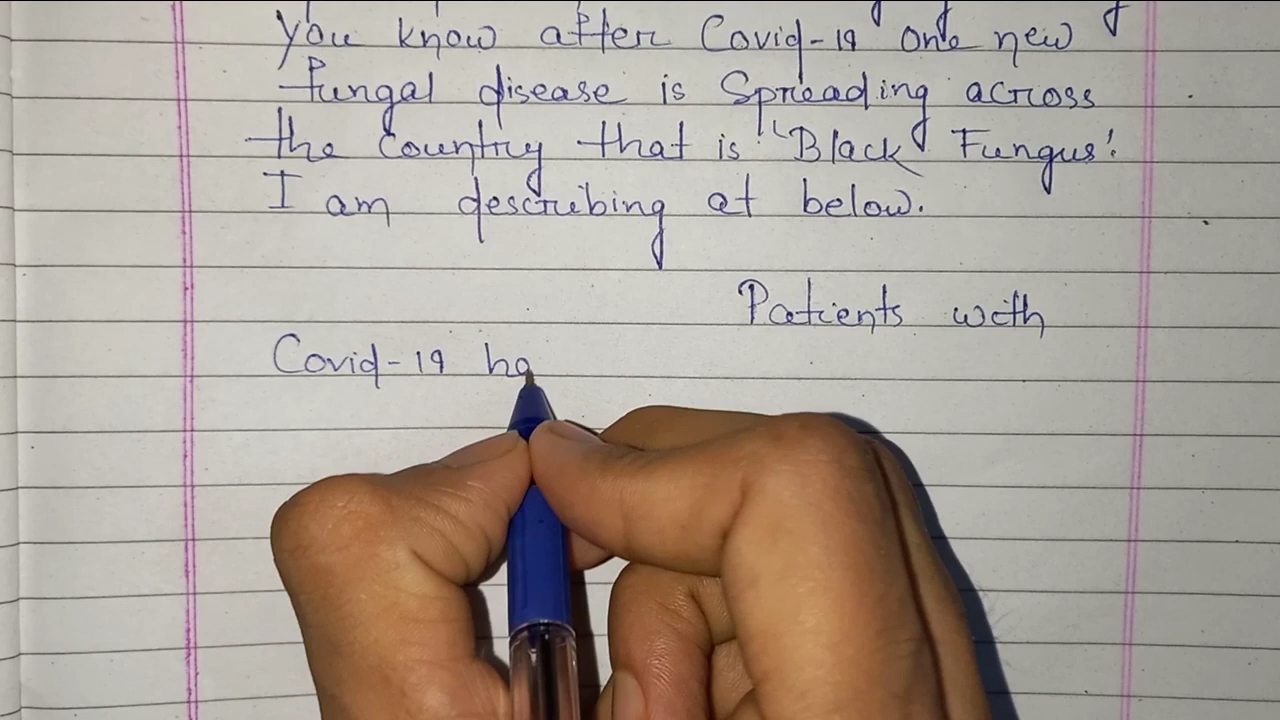 you know after Covid-19 one new
fungal disease is Spreading across
the Country that is "Black Fungus'.
I am describing at below.
Patients with
Covid-19 ha